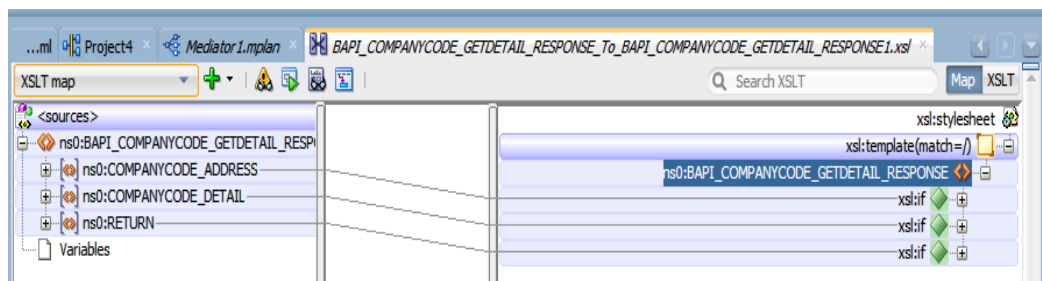 ...ml Project4 Mediator1.mplan BAPI_COMPANYCODE_GETDETAIL_RESPONSE_To_BAPI_COMPANYCODE_GETDETAIL_RESPONSE1.xsl
XSLT map Search XSLT Map XSLT
<sources> xsl:stylesheet
ns0:BAPI_COMPANYCODE_GETDETAIL_RESP xsl:template(match=/)
ns0:COMPANYCODE_ADDRESS ns0:BAPI_COMPANYCODE_GETDETAIL_RESPONSE
ns0:COMPANYCODE_DETAIL xsl:if
ns0:RETURN xsl:if
Variables xsl:if